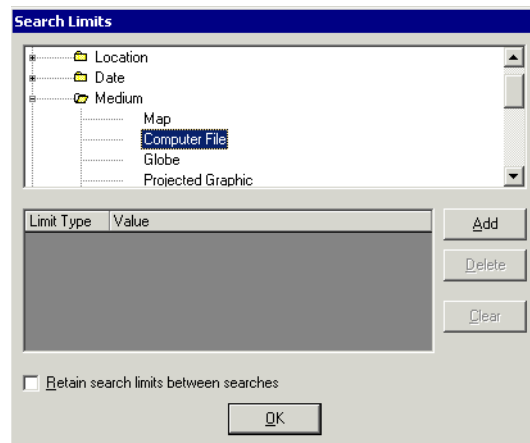 Search Limits
Location
Date
Medium
Map
Computer File
Globe
Projected Graphic
Limit Type Value
Add
Delete
Clear
Retain search limits between searches
OK